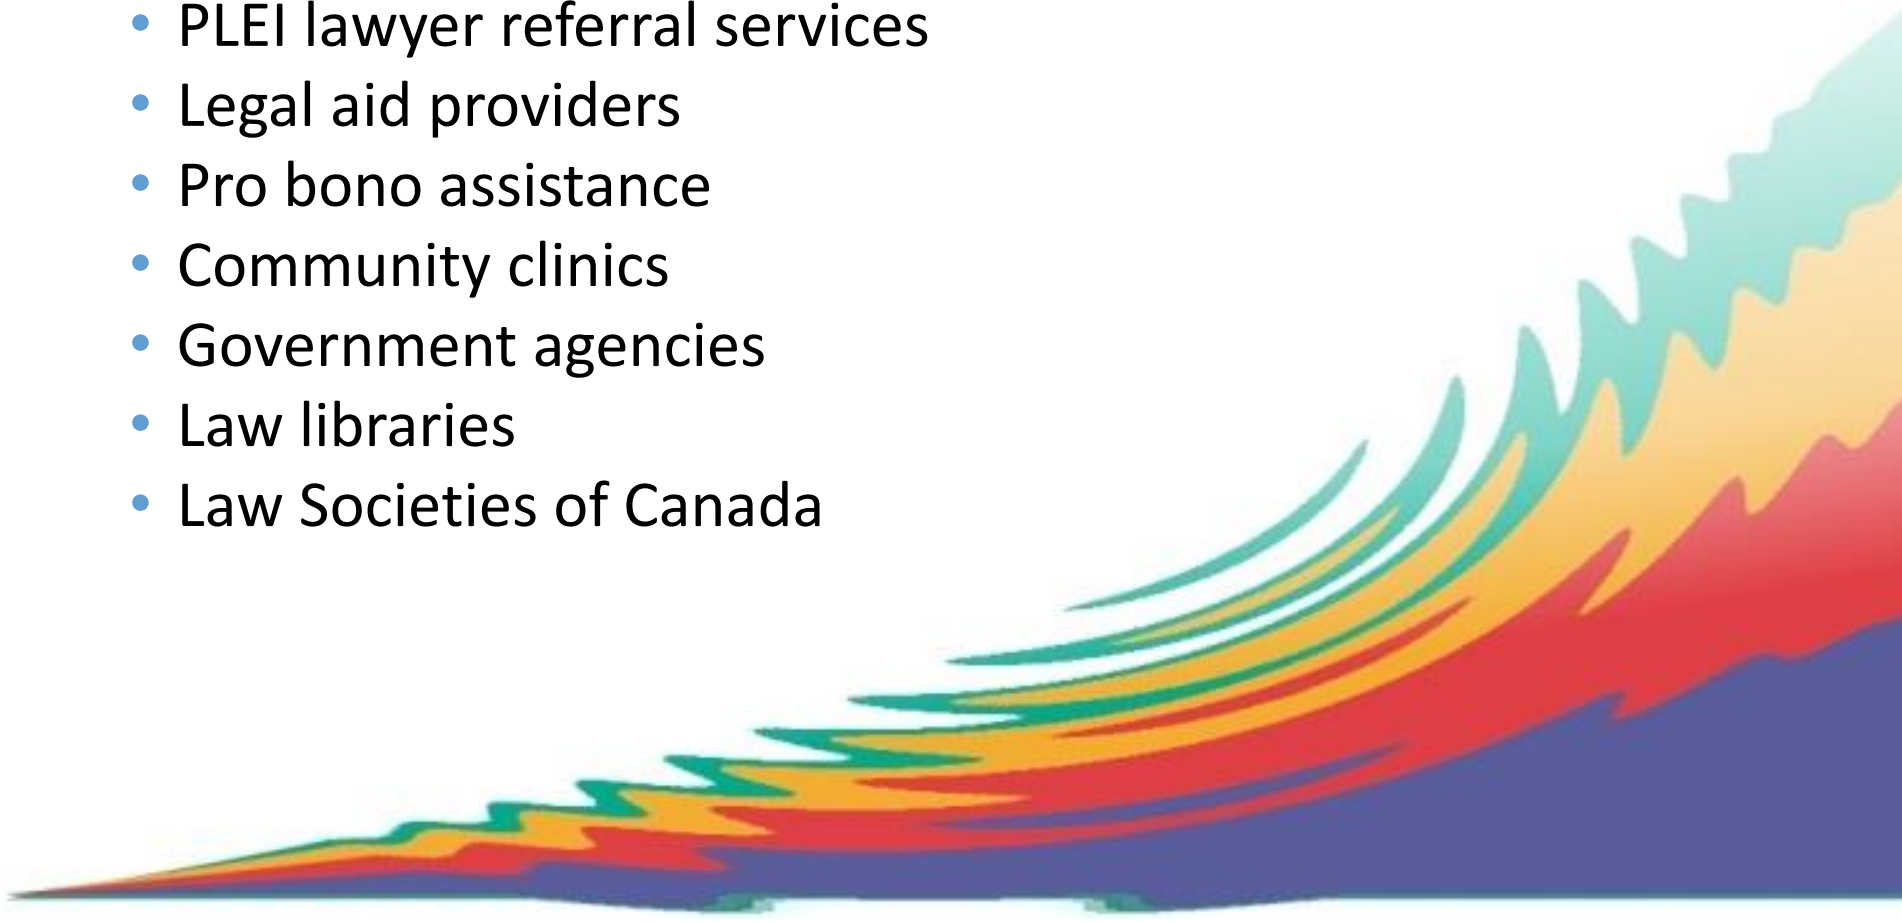 • PLEI lawyer referral services
• Legal aid providers
• Pro bono assistance
• Community clinics
• Government agencies
• Law libraries
• Law Societies of Canada